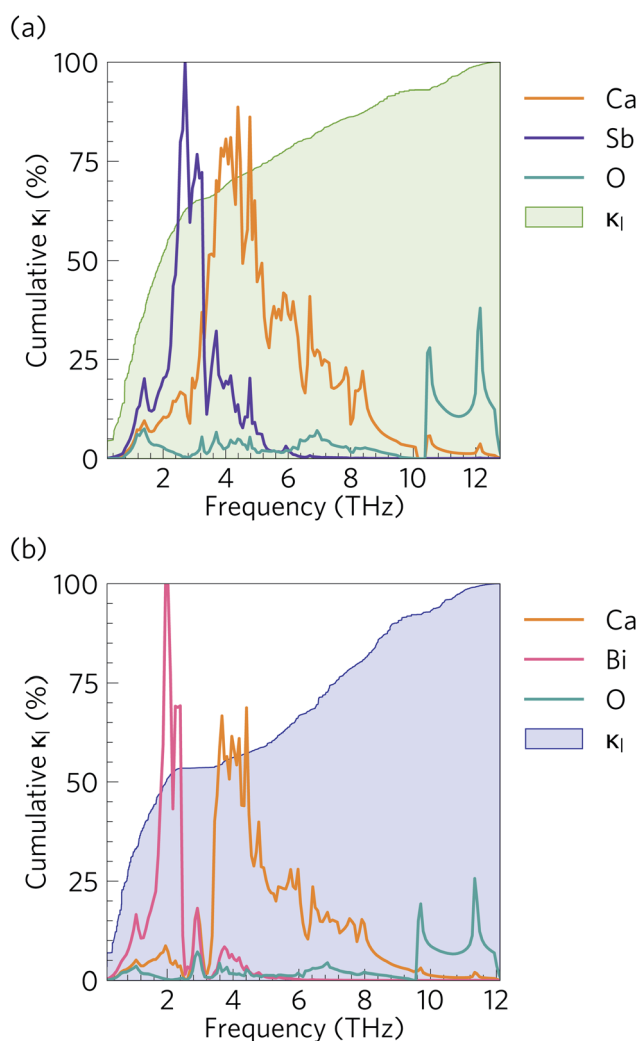 (a)
100
75
50
25
0
Cumulative κl (%)
2 4 6 8 10 12
Frequency (THz)
Ca
Sb
O
κl
(b)
100
75
50
25
0
Cumulative κl (%)
2 4 6 8 10 12
Frequency (THz)
Ca
Bi
O
κl